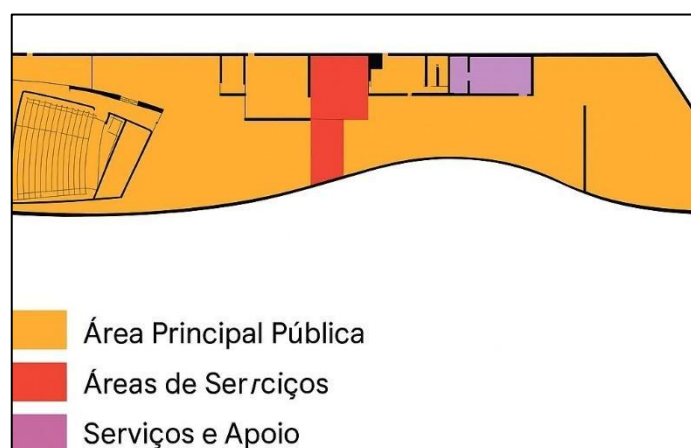 Área Principal Pública
Áreas de Serrciços
Serviços e Apoio